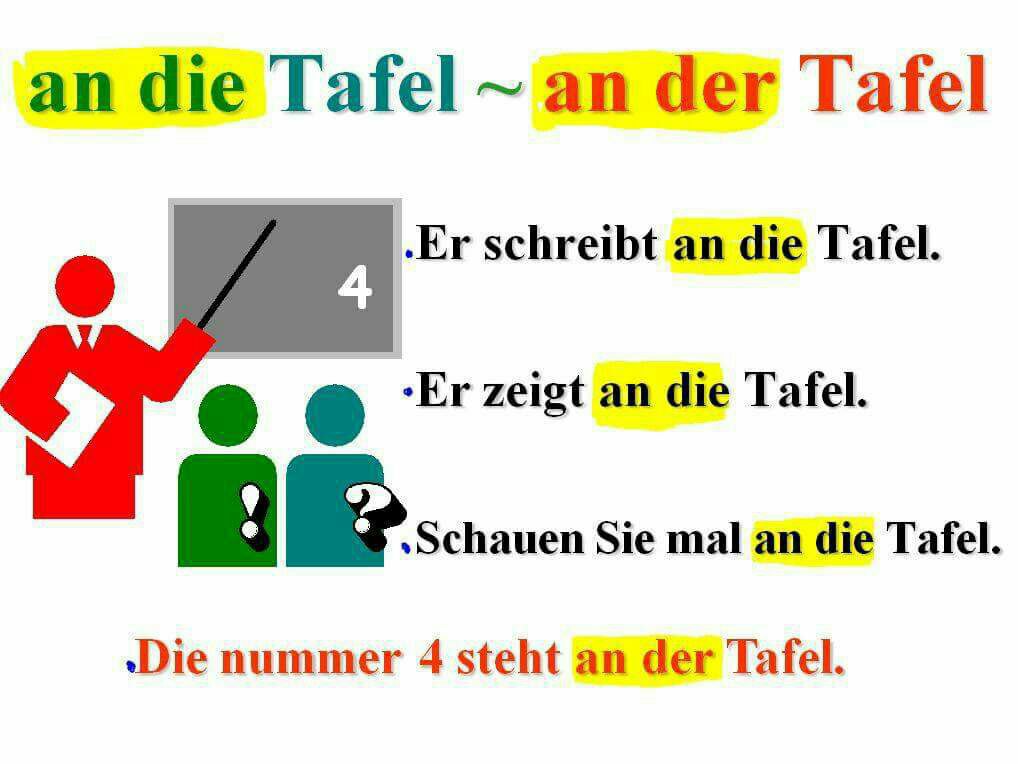 an die Tafel ~ an der Tafel
4
.Er schreibt an die Tafel.
.Er zeigt an die Tafel.
! ?
.Schauen Sie mal an die Tafel.
.Die nummer 4 steht an der Tafel.